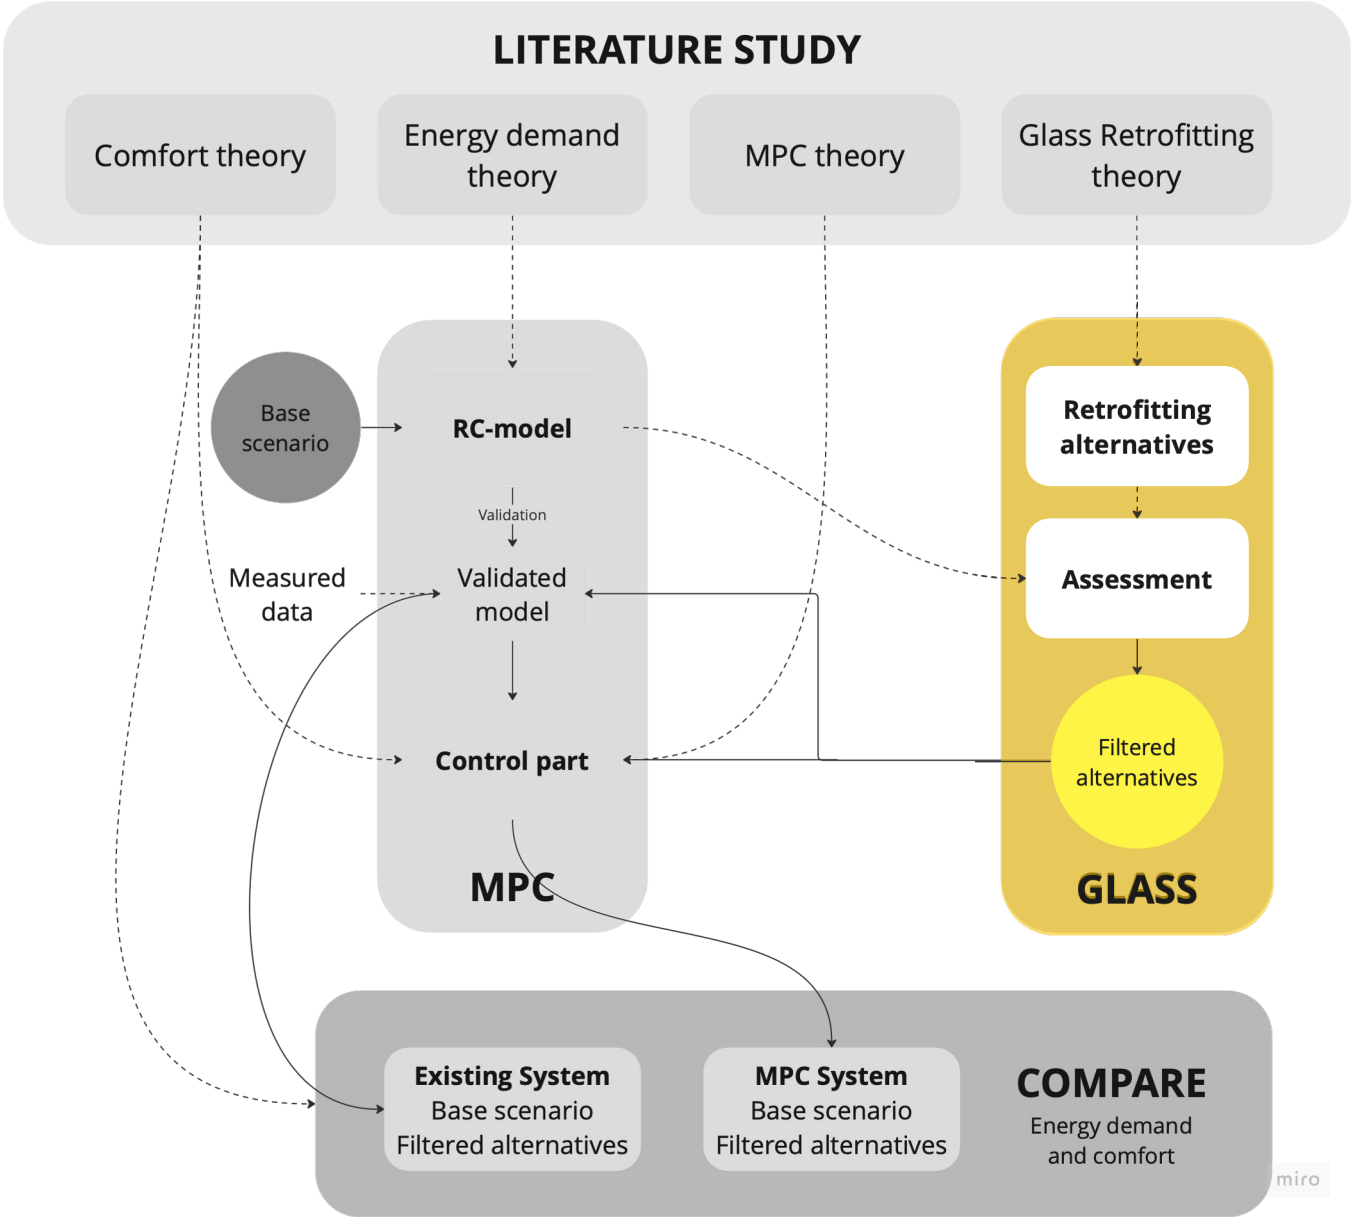 LITERATURE STUDY
Comfort theory
Energy demand
theory
MPC theory
Glass Retrofitting
theory
Base
scenario
RC-model
Retrofitting
alternatives
Validation
Measured
data
Validated
model
Assessment
Control part
Filtered
alternatives
MPC
GLASS
Existing System
Base scenario
Filtered alternatives
MPC System
Base scenario
Filtered alternatives
COMPARE
Energy demand
and comfort
miro